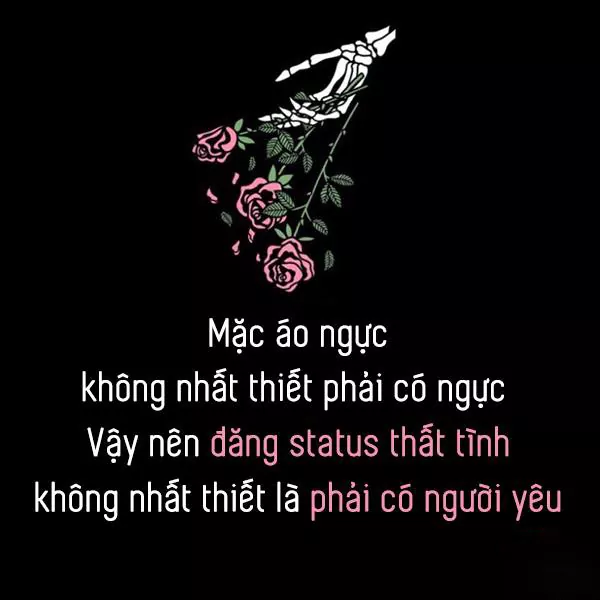 Mặc áo ngực
không nhất thiết phải có ngực
Vậy nên đăng status thất tình
không nhất thiết là phải có người yêu